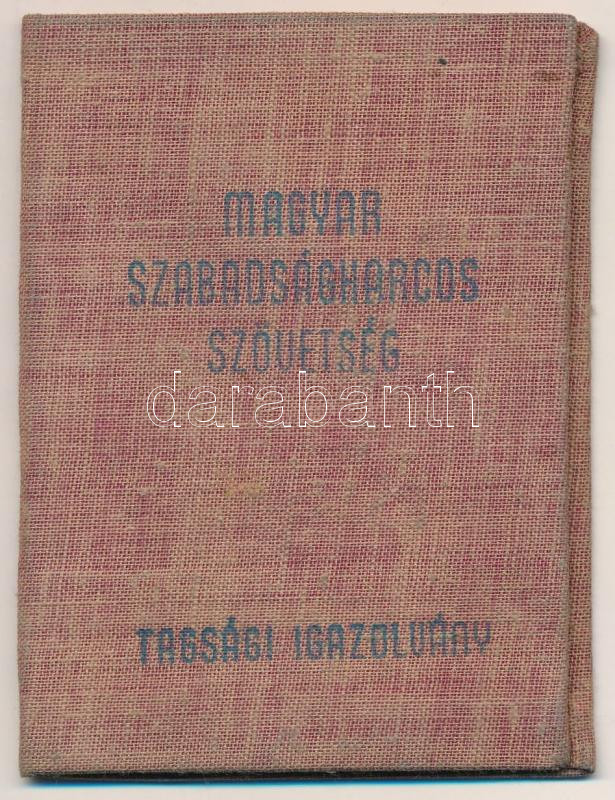 MAGYAR
SZABADSÁGHARCOS
SZÖVETSÉG
darabanth
TAGSÁGI IGAZOLVÁNY